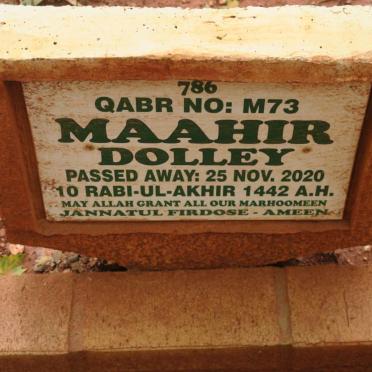 786
QABR NO: M73
MAAHIR
DOLLEY
PASSED AWAY: 25 NOV. 2020
10 RABI-UL-AKHIR 1442 A.H.
MAY ALLAH GRANT ALL OUR MARHOOMEEN
JANNATUL FIRDOSE - AMEEN